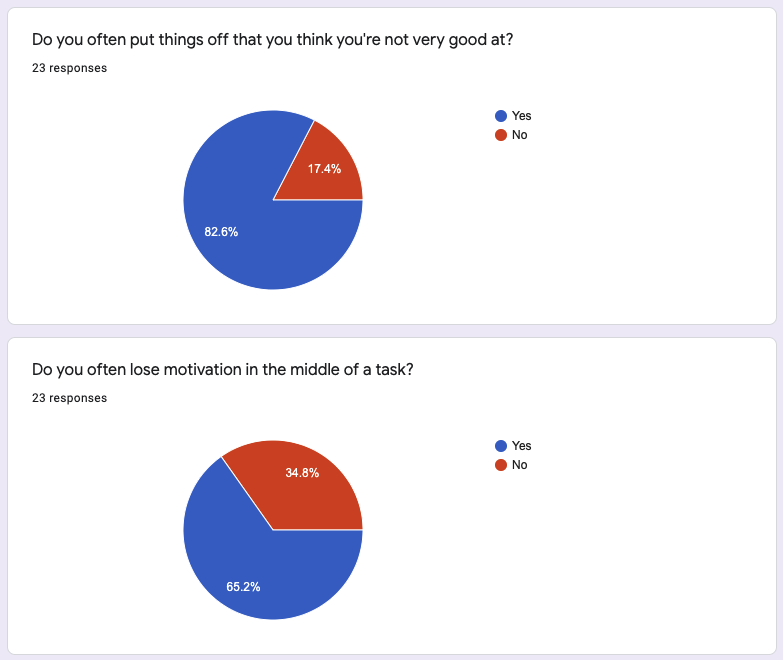 Do you often put things off that you think you're not very good at?
23 responses
Yes
No
17.4%
82.6%
Do you often lose motivation in the middle of a task?
23 responses
Yes
No
34.8%
65.2%